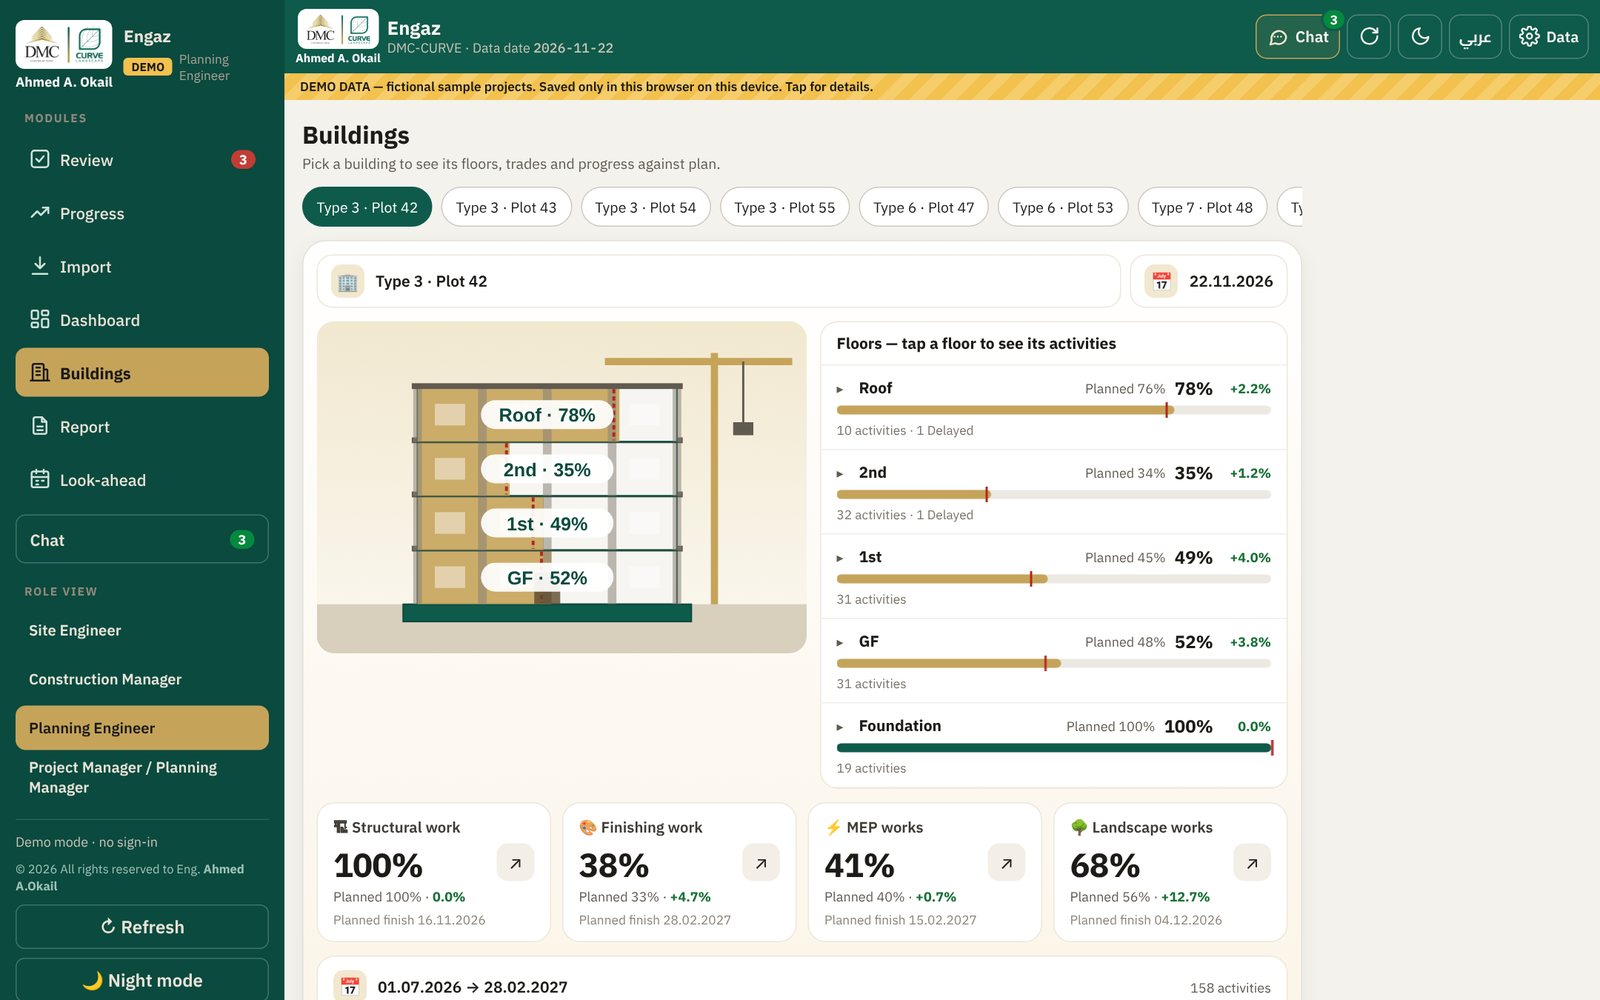 DMC
CURVE
LANDSCAPE
Ahmed A. Okail
Engaz
DEMO
Planning
Engineer
MODULES
Review
3
Progress
Import
Dashboard
Buildings
Report
Look-ahead
Chat
3
ROLE VIEW
Site Engineer
Construction Manager
Planning Engineer
Project Manager / Planning
Manager
Demo mode · no sign-in
© 2026 All rights reserved to Eng. Ahmed
A.Okail
↻ Refresh
🌙 Night mode
DMC
CURVE
LANDSCAPE
Ahmed A. Okail
Engaz
DMC-CURVE · Data date 2026-11-22
Chat
3
عربي
Data
DEMO DATA — fictional sample projects. Saved only in this browser on this device. Tap for details.
Buildings
Pick a building to see its floors, trades and progress against plan.
Type 3 · Plot 42
Type 3 · Plot 43
Type 3 · Plot 54
Type 3 · Plot 55
Type 6 · Plot 47
Type 6 · Plot 53
Type 7 · Plot 48
Ty
Type 3 · Plot 42
22.11.2026
Roof · 78%
2nd · 35%
1st · 49%
GF · 52%
Floors — tap a floor to see its activities
Roof Planned 76% 78% +2.2%
10 activities · 1 Delayed
2nd Planned 34% 35% +1.2%
32 activities · 1 Delayed
1st Planned 45% 49% +4.0%
31 activities
GF Planned 48% 52% +3.8%
31 activities
Foundation Planned 100% 100% 0.0%
19 activities
Structural work
100%
Planned 100% · 0.0%
Planned finish 16.11.2026
Finishing work
38%
Planned 33% · +4.7%
Planned finish 28.02.2027
MEP works
41%
Planned 40% · +0.7%
Planned finish 15.02.2027
Landscape works
68%
Planned 56% · +12.7%
Planned finish 04.12.2026
01.07.2026 → 28.02.2027
158 activities